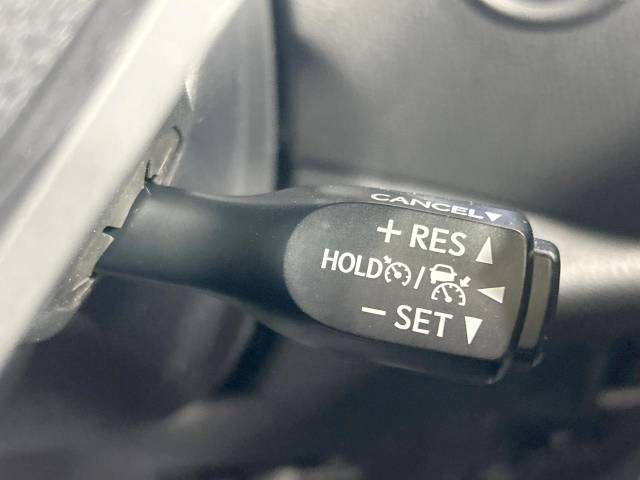 CANCEL▼
+ RES ▲
HOLD / ◀
− SET ▼